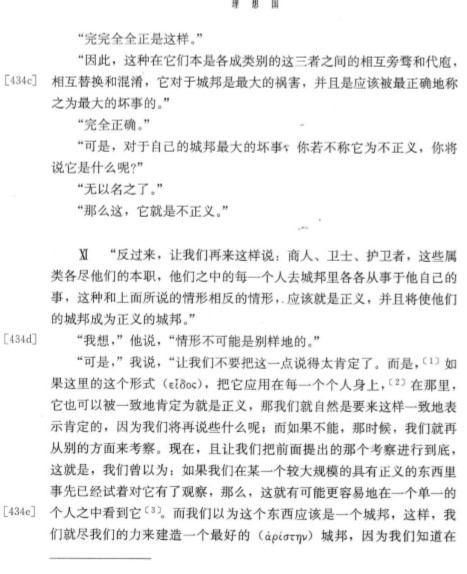 理 想 国
“完完全全正是这样。”
“因此，这种在它们本是各成类别的这三者之间的相互旁骛和代庖，
[434c] 相互替换和混淆，它对于城邦是最大的祸害，并且是应该被最正确地称
之为最大的坏事的。”
“完全正确。”
“可是，对于自己的城邦最大的坏事，你若不称它为不正义，你将
说它是什么呢?”
“无以名之了。”
“那么这，它就是不正义。”
Ⅺ “反过来，让我们再来这样说：商人、卫士、护卫者，这些属
类各尽他们的本职，他们之中的每一个人去城邦里各各从事于他自己的
事，这种和上面所说的情形相反的情形，应该就是正义，并且将使他们
的城邦成为正义的城邦。”
[434d] “我想，”他说，“情形不可能是别样地的。”
“可是，”我说，“让我们不要把这一点说得太肯定了。而是，〔1〕如
果这里的这个形式（εἶδος），把它应用在每一个个人身上，〔2〕在那里，
它也可以被一致地肯定为就是正义，那我们就自然是要来这样一致地表
示肯定的，因为我们将再说些什么呢；而如果不能，那时候，我们就再
从别的方面来考察。现在，且让我们把前面提出的那个考察进行到底，
这就是，我们曾以为：如果我们在某一个较大规模的具有正义的东西里
事先已经试着对它有了观察，那么，这就有可能更容易地在一个单一的
[434e] 个人之中看到它〔3〕。而我们以为这个东西应该是一个城邦，这样，我
们就尽我们的力来建造一个最好的（ἀρίστην）城邦，因为我们知道在